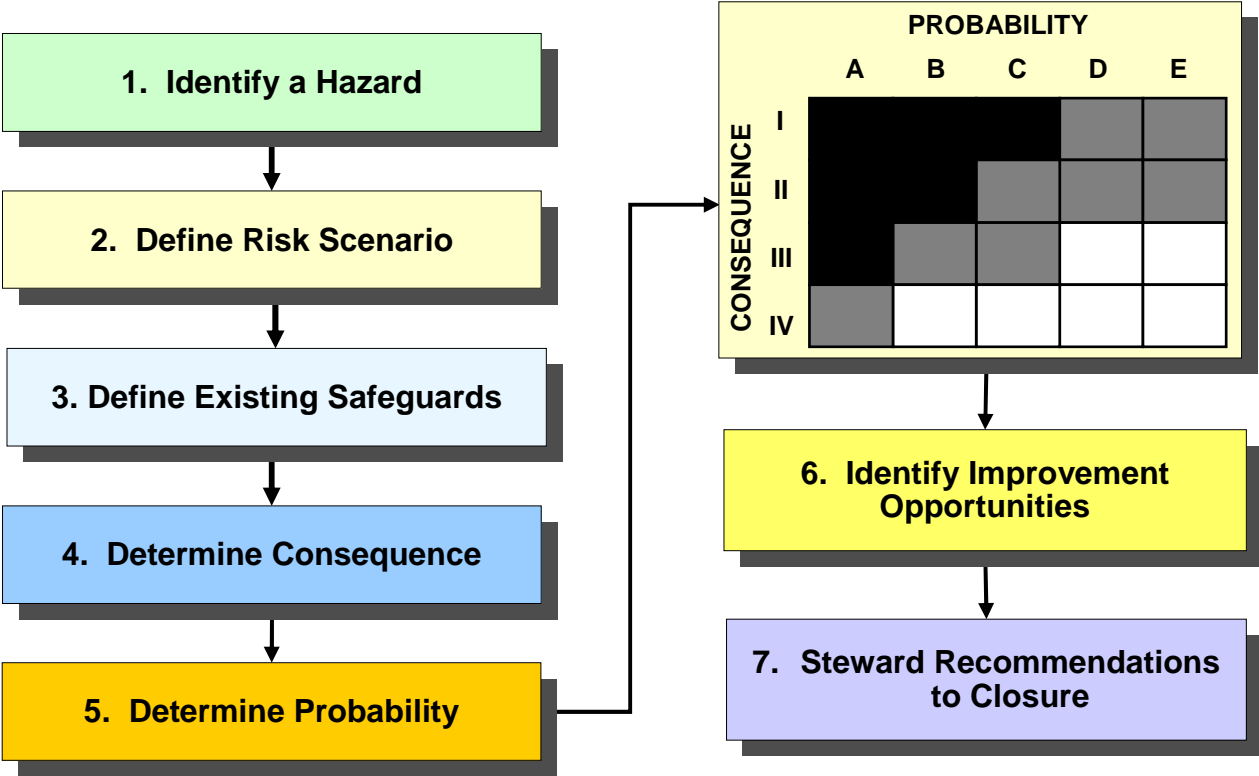 1. Identify a Hazard
2. Define Risk Scenario
3. Define Existing Safeguards
4. Determine Consequence
5. Determine Probability
PROBABILITY
A B C D E
CONSEQUENCE
I
II
III
IV
6. Identify Improvement
Opportunities
7. Steward Recommendations
to Closure